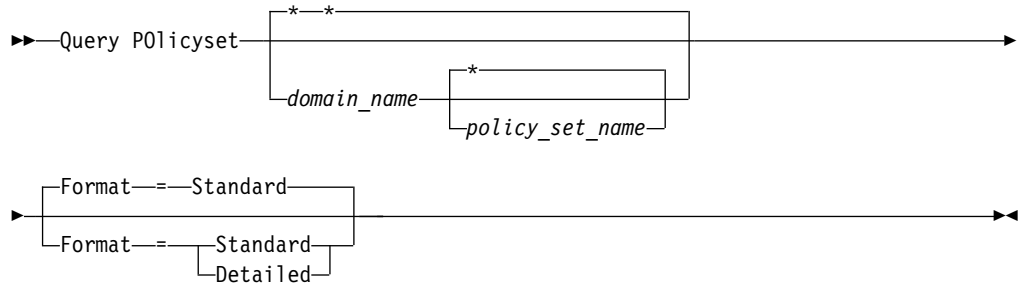 * *
Query POlicyset
*
domain_name
policy_set_name
Format = Standard
Format = Standard
Detailed